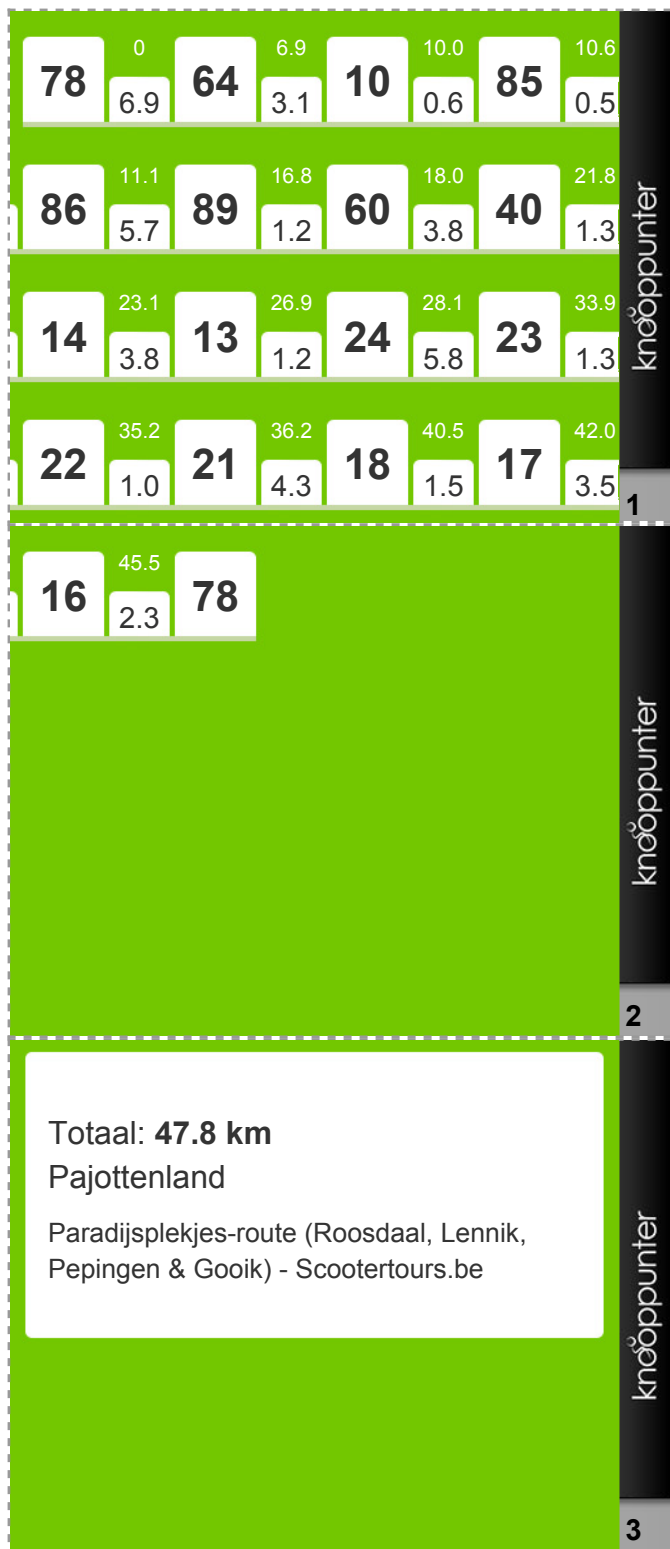 0 6.9 10.0 10.6
78 6.9 64 3.1 10 0.6 85 0.5
11.1 16.8 18.0 21.8
86 5.7 89 1.2 60 3.8 40 1.3
23.1 26.9 28.1 33.9
14 3.8 13 1.2 24 5.8 23 1.3
35.2 36.2 40.5 42.0
22 1.0 21 4.3 18 1.5 17 3.5
knooppunter
1
45.5
16 2.3 78
knooppunter
2
Totaal: 47.8 km
Pajottenland
Paradijsplekjes-route (Roosdaal, Lennik,
Pepingen & Gooik) - Scootertours.be
knooppunter
3